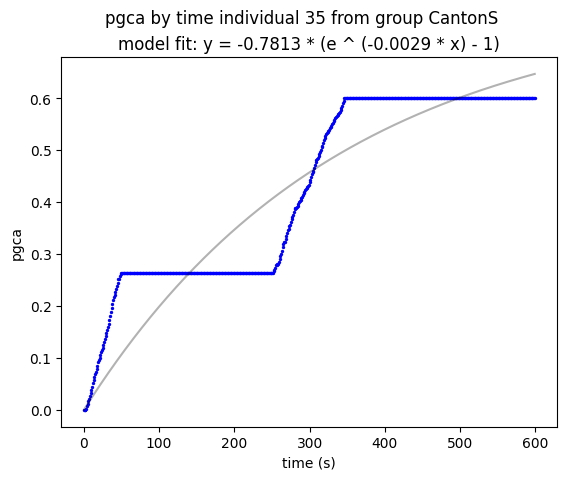 pgca by time individual 35 from group CantonS
model fit: y = -0.7813 * (e ^ (-0.0029 * x) - 1)
0.6
0.5
0.4
0.3
0.2
0.1
0.0
pgca
0 100 200 300 400 500 600
time (s)